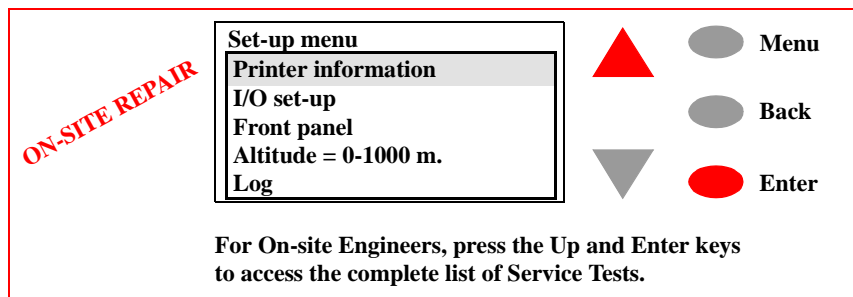 Set-up menu
Printer information
I/O set-up
Front panel
Altitude = 0-1000 m.
Log
ON-SITE REPAIR
Menu
Back
Enter
For On-site Engineers, press the Up and Enter keys
to access the complete list of Service Tests.